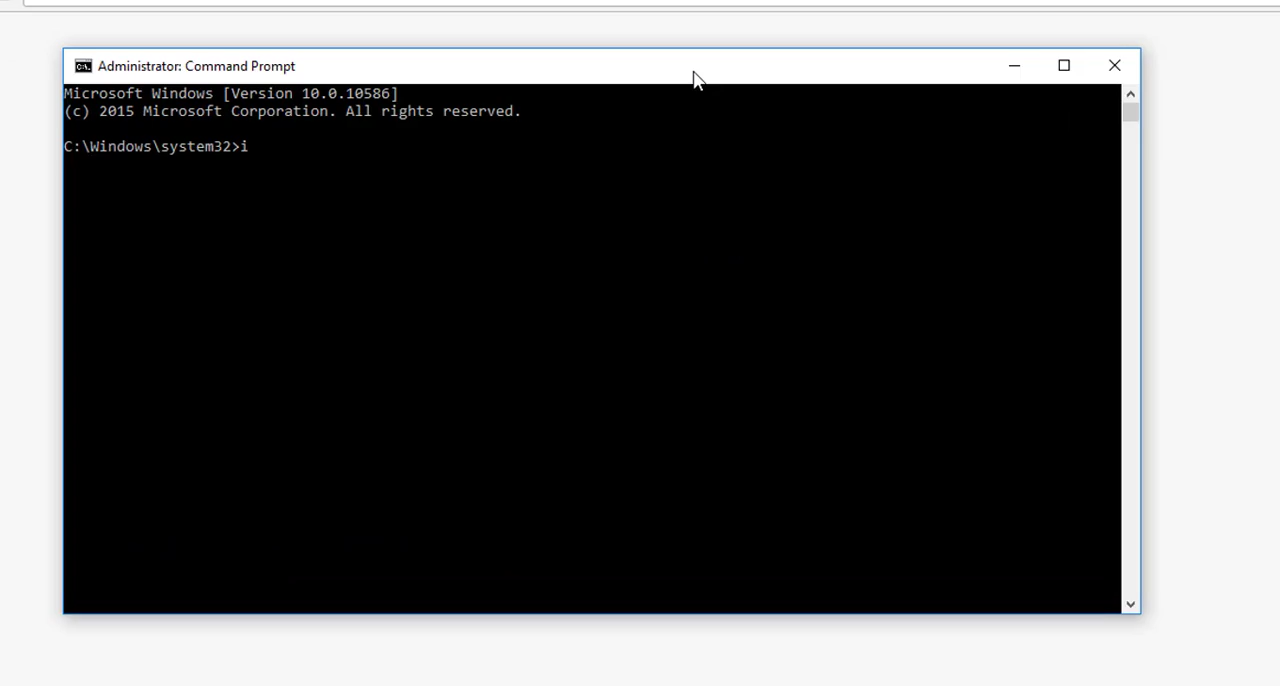 Administrator: Command Prompt
Microsoft Windows [Version 10.0.10586]
(c) 2015 Microsoft Corporation. All rights reserved.
C:\Windows\system32>i